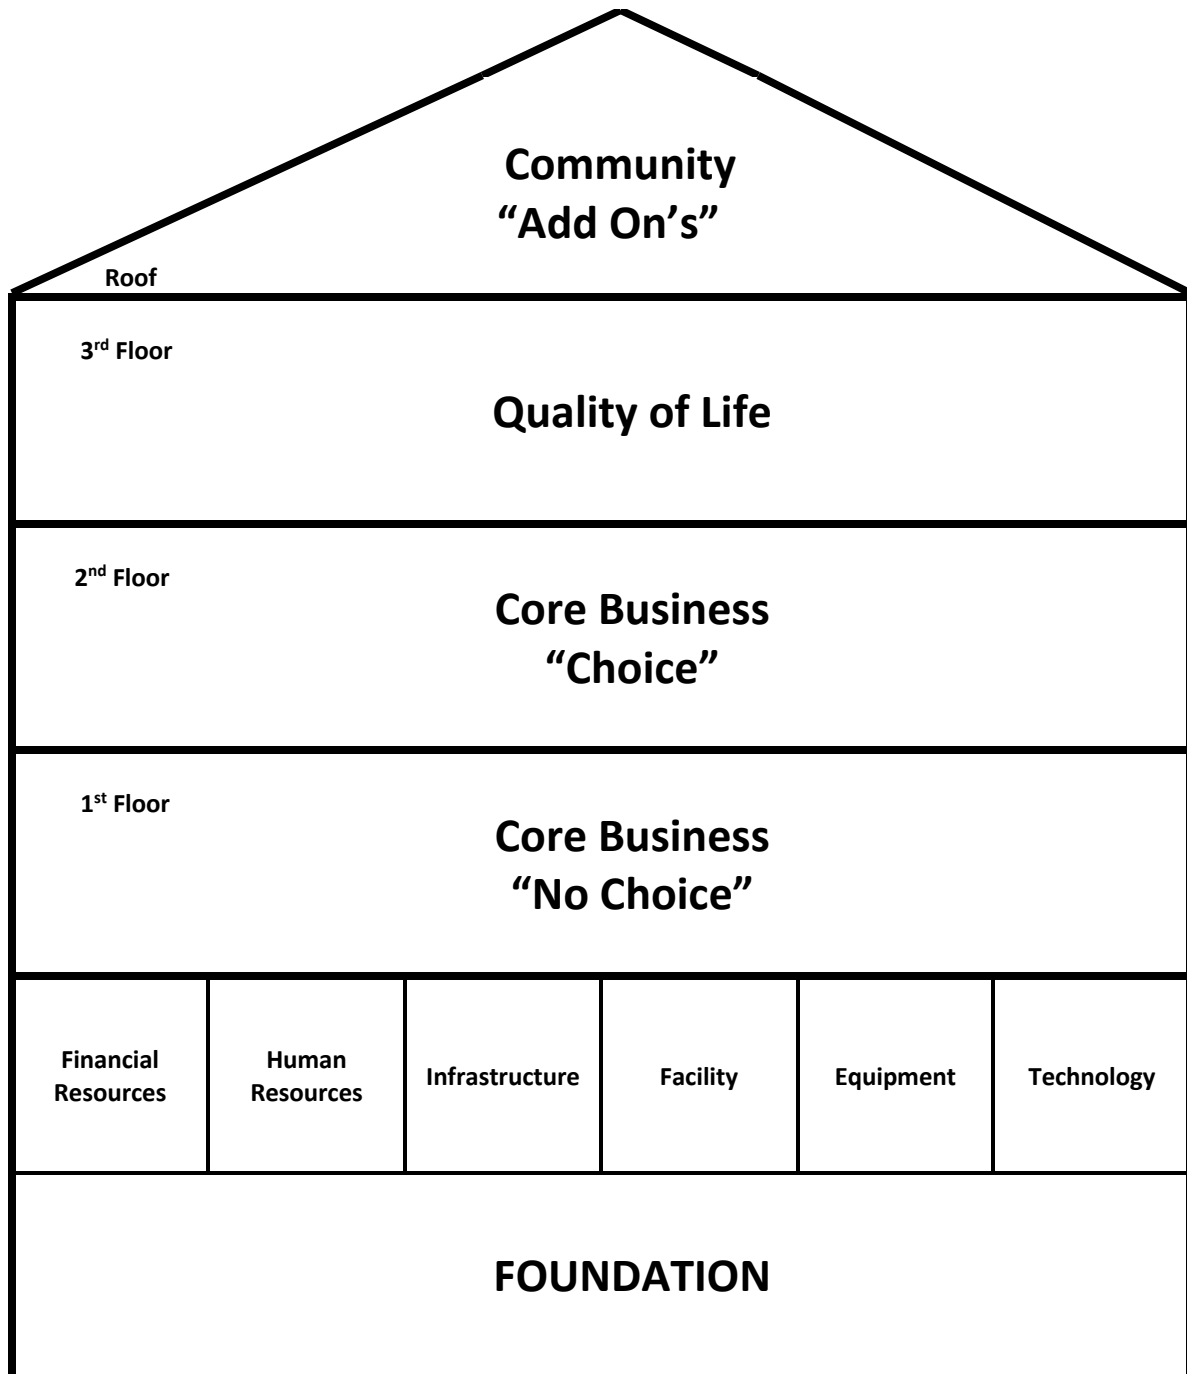 Community
“Add On’s”
Roof
3rd Floor
Quality of Life
2nd Floor
Core Business
“Choice”
1st Floor
Core Business
“No Choice”
Financial
Resources
Human
Resources
Infrastructure
Facility
Equipment
Technology
FOUNDATION